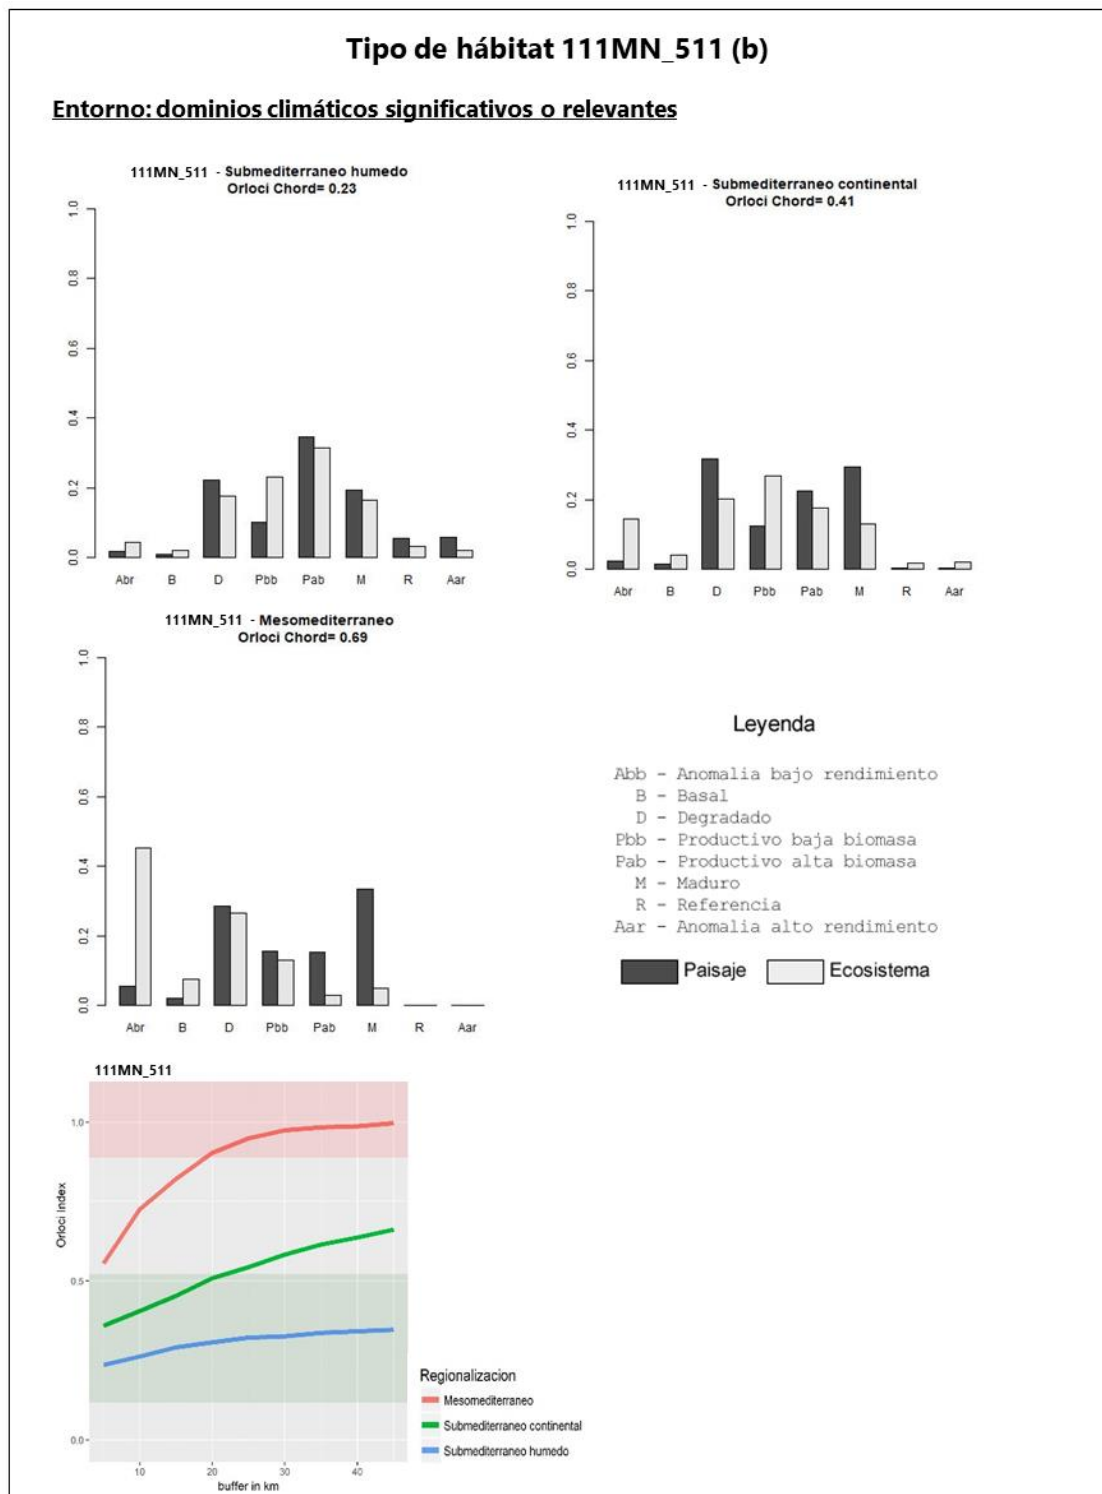 Tipo de hábitat 111MN_511 (b)
Entorno: dominios climáticos significativos o relevantes
111MN_511 - Submediterraneo humedo
Orloci Chord= 0.23
1.0
0.8
0.6
0.4
0.2
0.0
Abr B D Pbb Pab M R Aar
111MN_511 - Submediterraneo continental
Orloci Chord= 0.41
1.0
0.8
0.6
0.4
0.2
0.0
Abr B D Pbb Pab M R Aar
111MN_511 - Mesomediterraneo
Orloci Chord= 0.69
1.0
0.8
0.6
0.4
0.2
0.0
Abr B D Pbb Pab M R Aar
Leyenda
Abb - Anomalia bajo rendimiento
B - Basal
D - Degradado
Pbb - Productivo baja biomasa
Pab - Productivo alta biomasa
M - Maduro
R - Referencia
Aar - Anomalia alto rendimiento
Paisaje Ecosistema
111MN_511
Orloci Index
1.0
0.5
0.0
10 20 30 40
buffer in km
Regionalizacion
Mesomediterraneo
Submediterraneo continental
Submediterraneo humedo